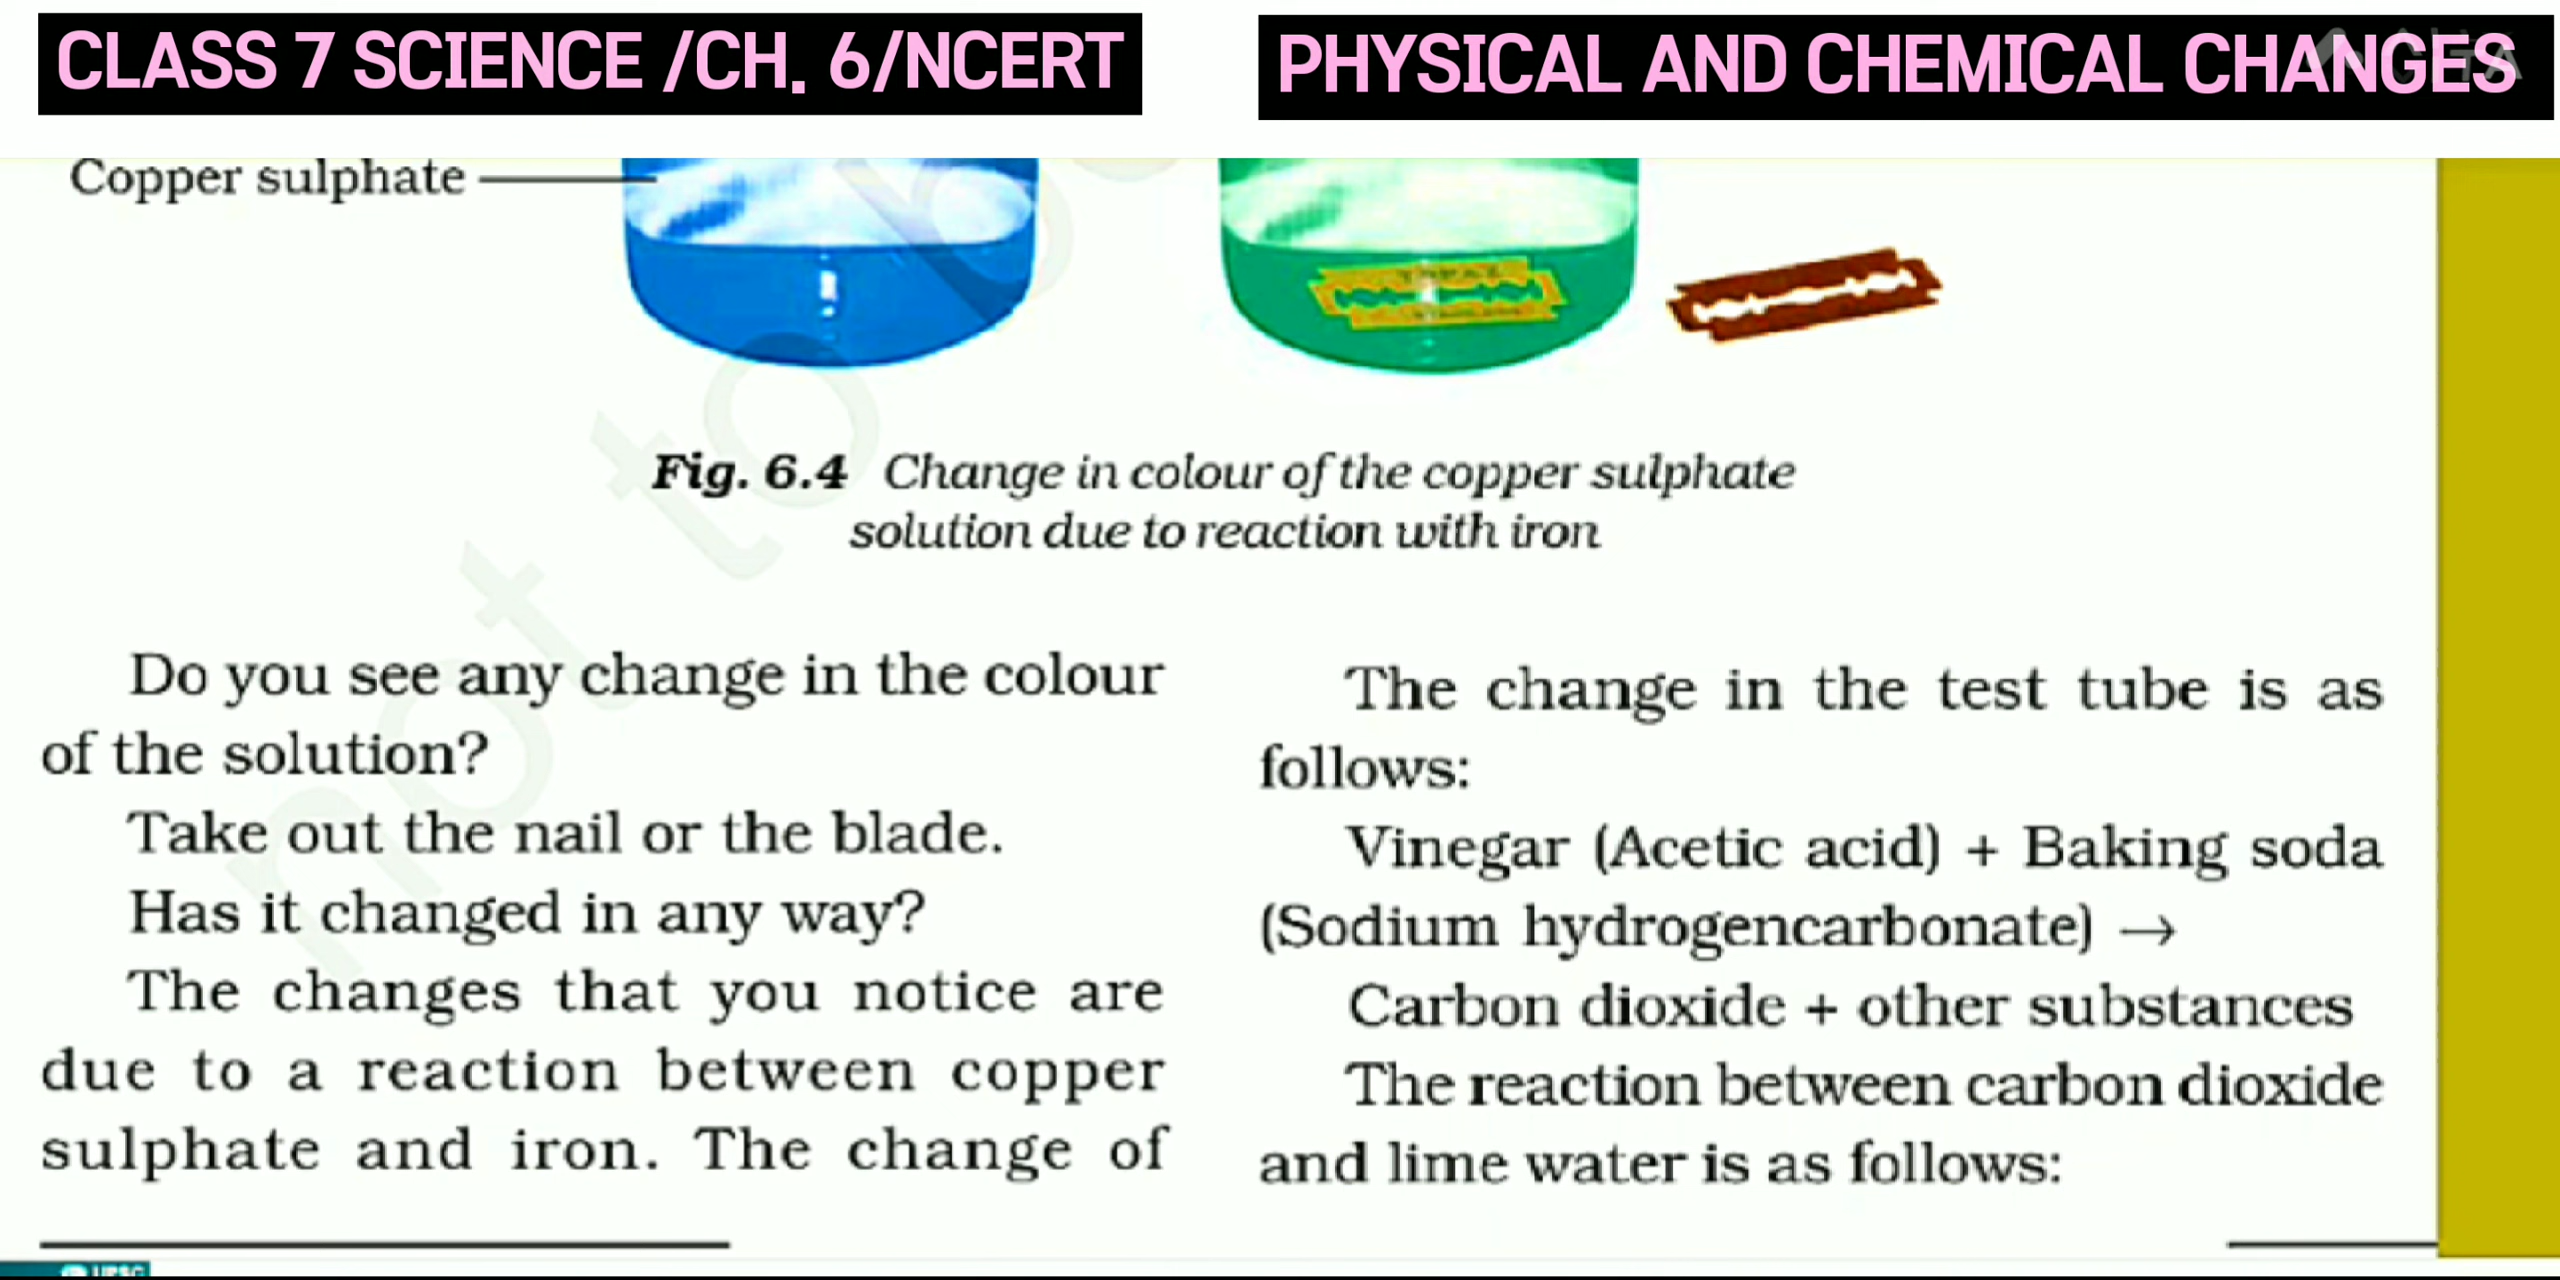 CLASS 7 SCIENCE /CH. 6/NCERT
PHYSICAL AND CHEMICAL CHANGES
Copper sulphate
Fig. 6.4 Change in colour of the copper sulphate
solution due to reaction with iron
Do you see any change in the colour
of the solution?
Take out the nail or the blade.
Has it changed in any way?
The changes that you notice are
due to a reaction between copper
sulphate and iron. The change of
The change in the test tube is as
follows:
Vinegar (Acetic acid) + Baking soda
(Sodium hydrogencarbonate) →
Carbon dioxide + other substances
The reaction between carbon dioxide
and lime water is as follows:
not to b